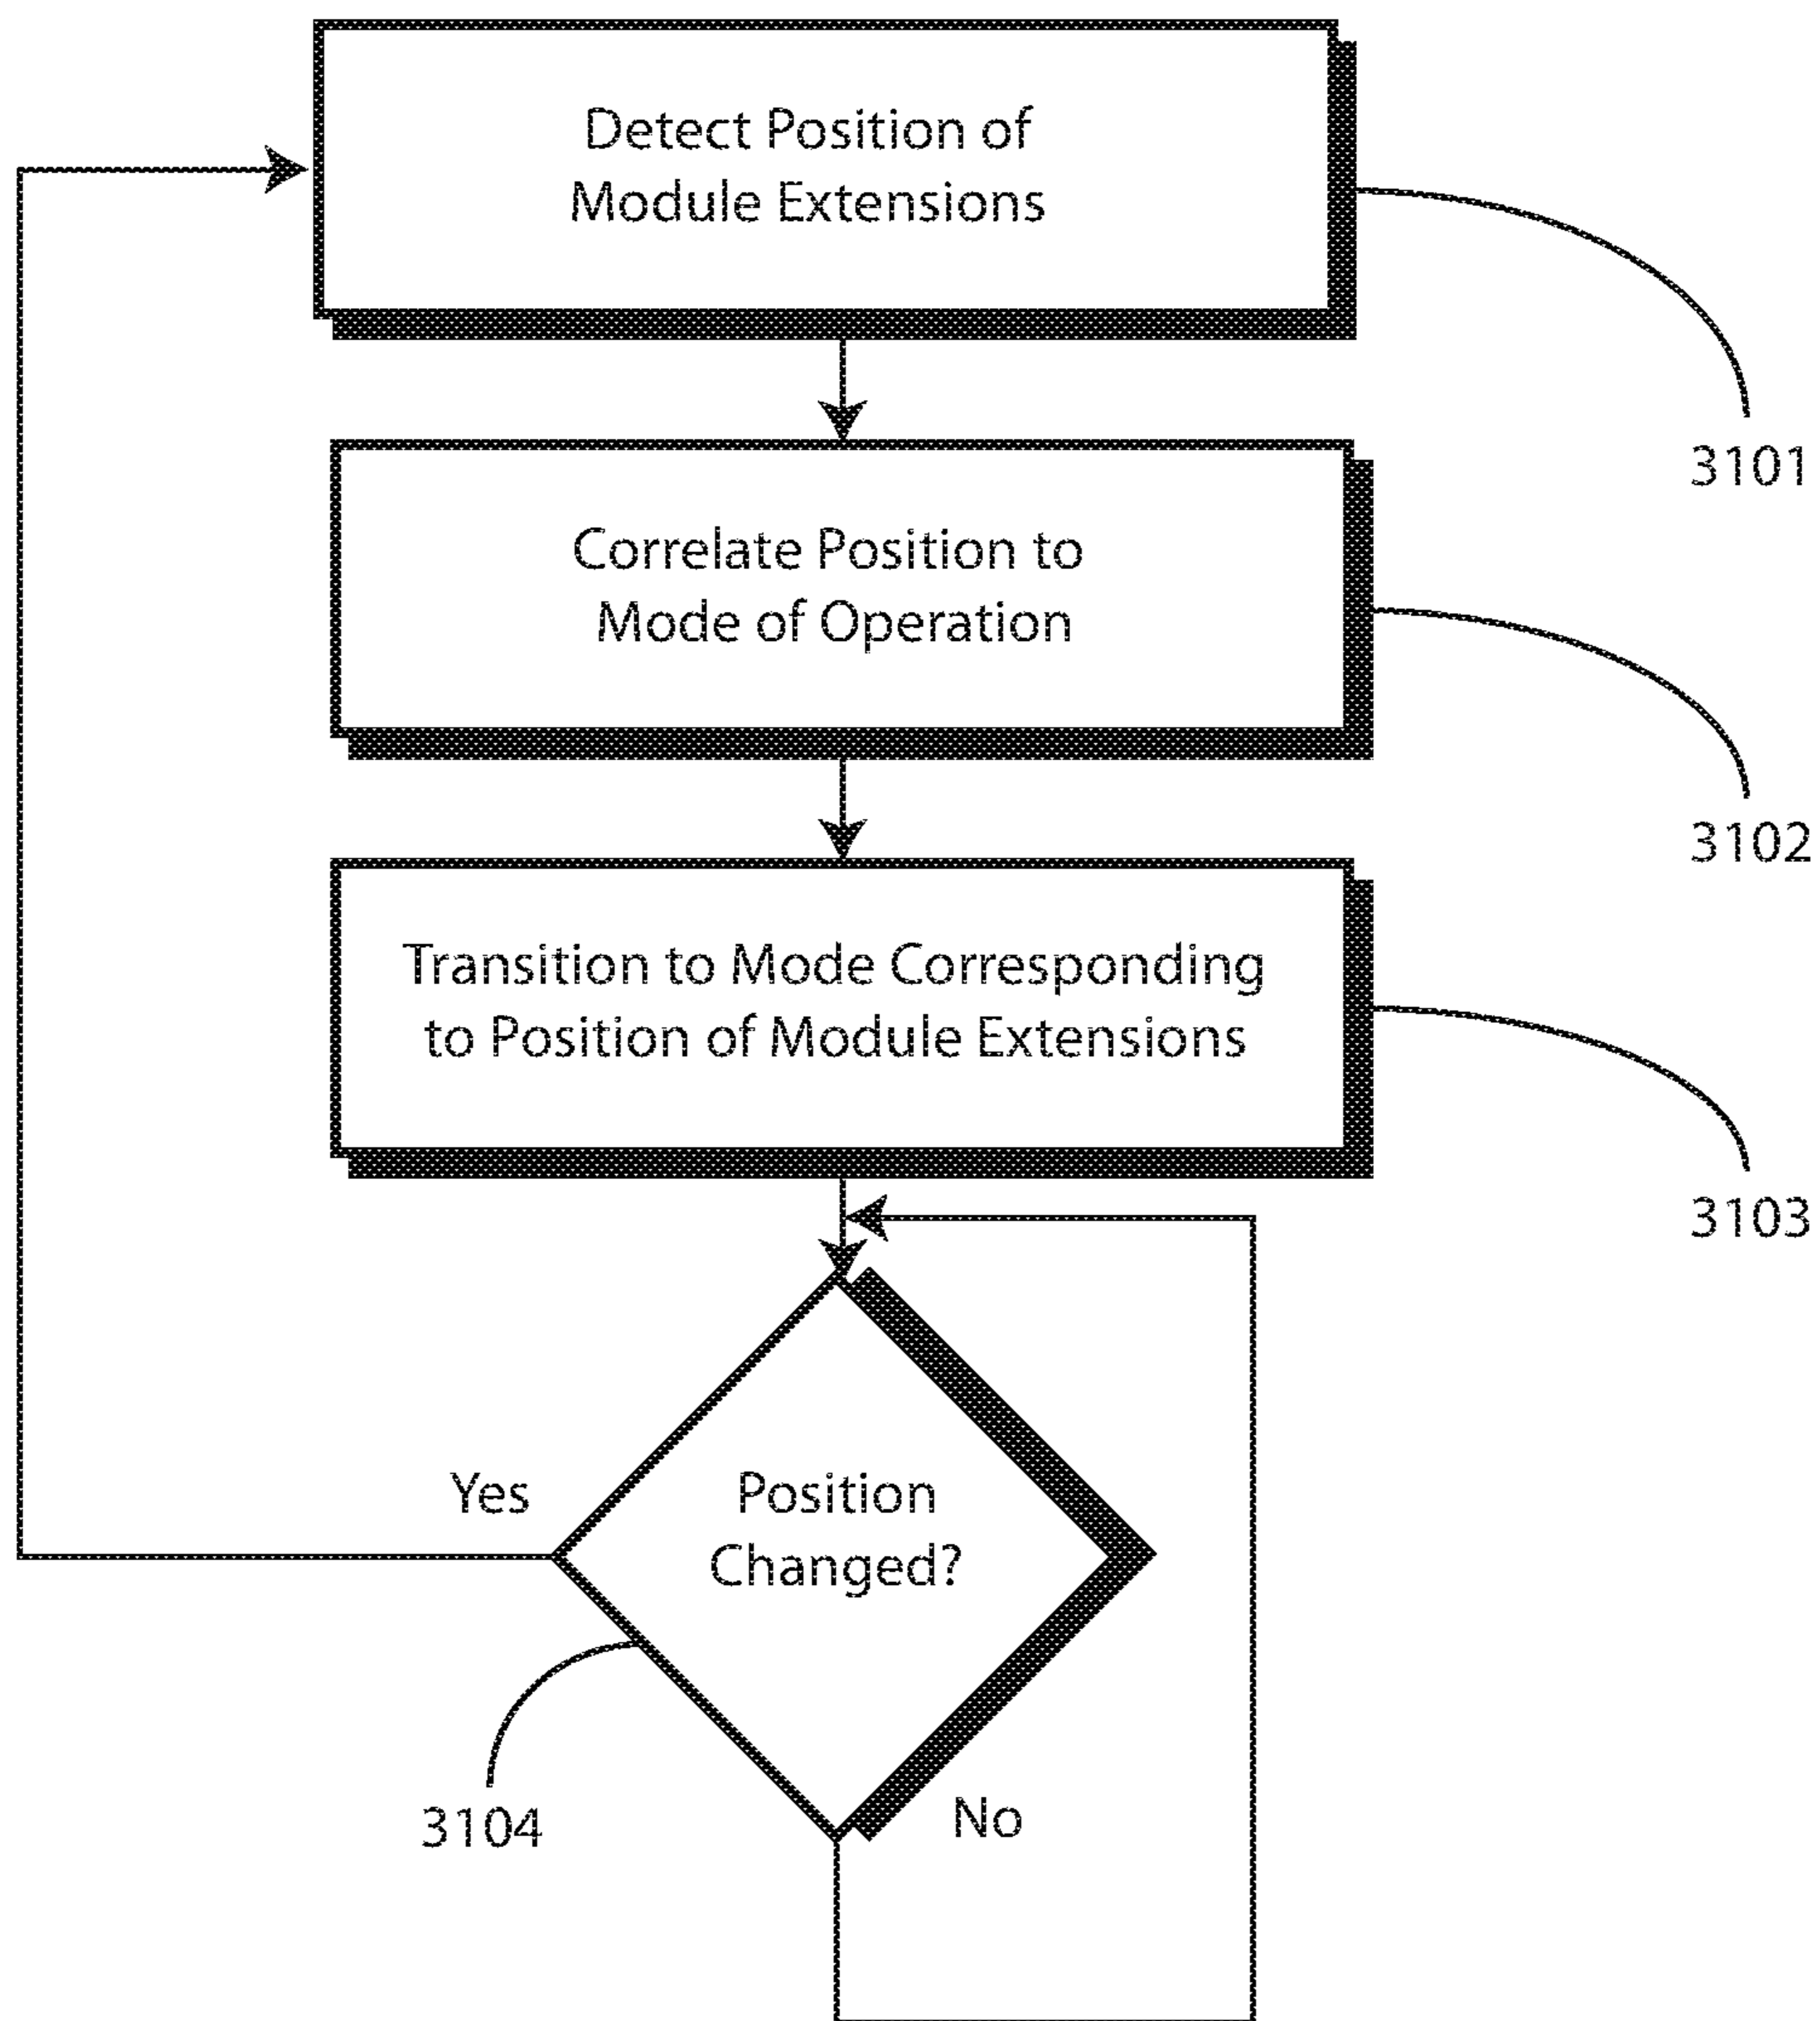 Detect Position of
Module Extensions
3101
Correlate Position to
Mode of Operation
3102
Transition to Mode Corresponding
to Position of Module Extensions
3103
Yes
Position
Changed?
3104
No